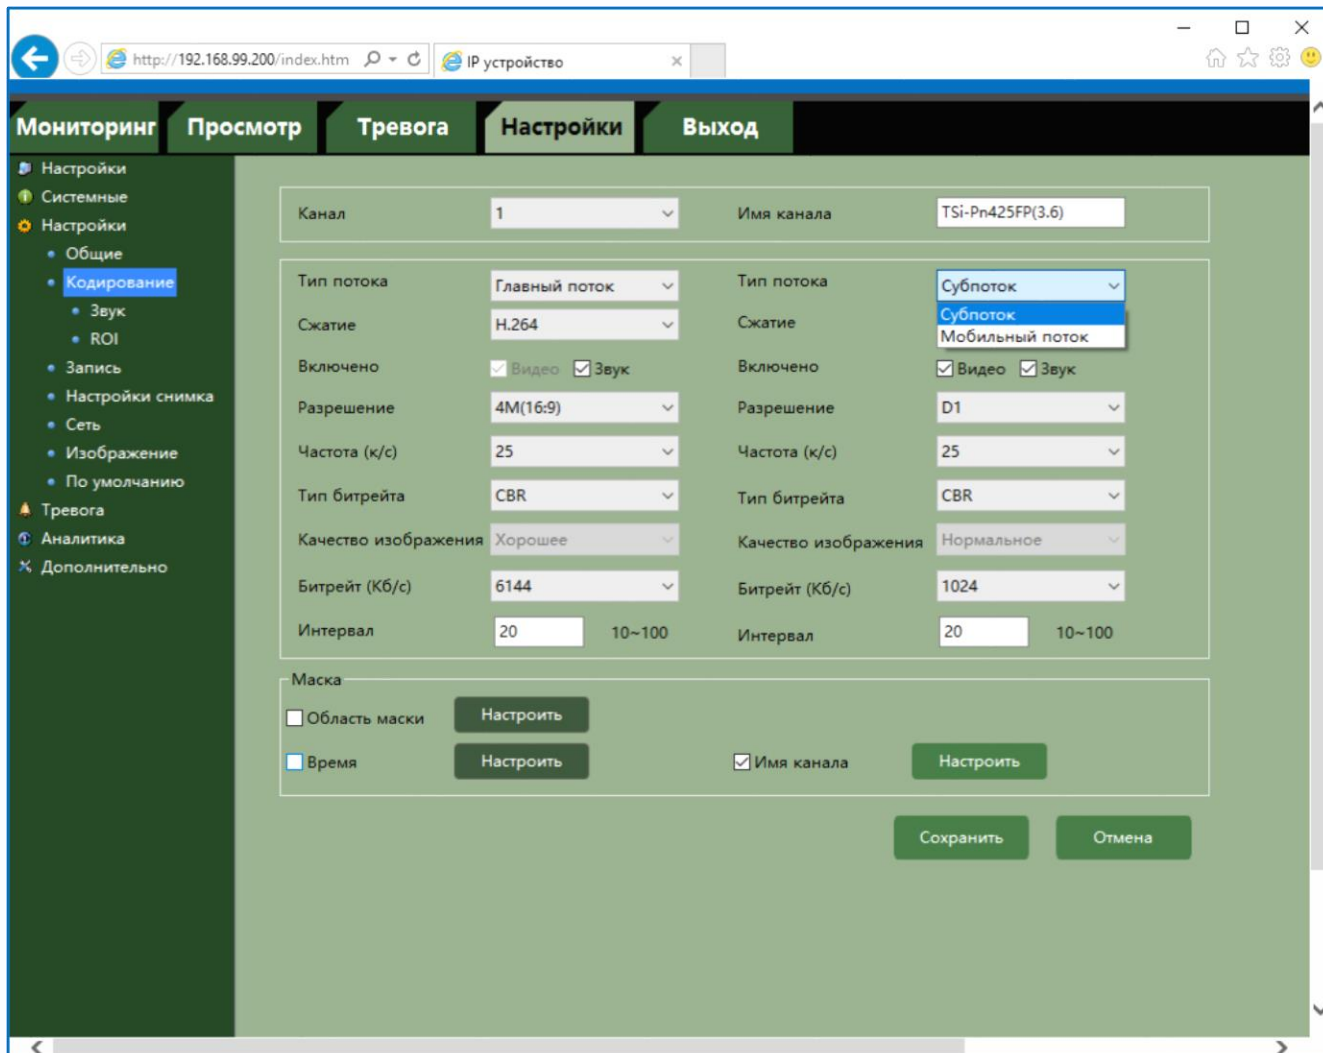 http://192.168.99.200/index.htm IP устройство
Мониторинг Просмотр Тревога Настройки Выход
Настройки
Системные
Настройки
Общие
Кодирование
Звук
ROI
Запись
Настройки снимка
Сеть
Изображение
По умолчанию
Тревога
Аналитика
Дополнительно
Канал 1 Имя канала TSi-Pn425FP(3.6)
Тип потока Главный поток Тип потока Субпоток
Субпоток
Мобильный поток
Сжатие H.264 Сжатие
Включено Видео Звук Включено Видео Звук
Разрешение 4M(16:9) Разрешение D1
Частота (к/с) 25 Частота (к/с) 25
Тип битрейта CBR Тип битрейта CBR
Качество изображения Хорошее Качество изображения Нормальное
Битрейт (Кб/с) 6144 Битрейт (Кб/с) 1024
Интервал 20 10~100 Интервал 20 10~100
Маска
Область маски Настроить
Время Настроить Имя канала Настроить
Сохранить Отмена